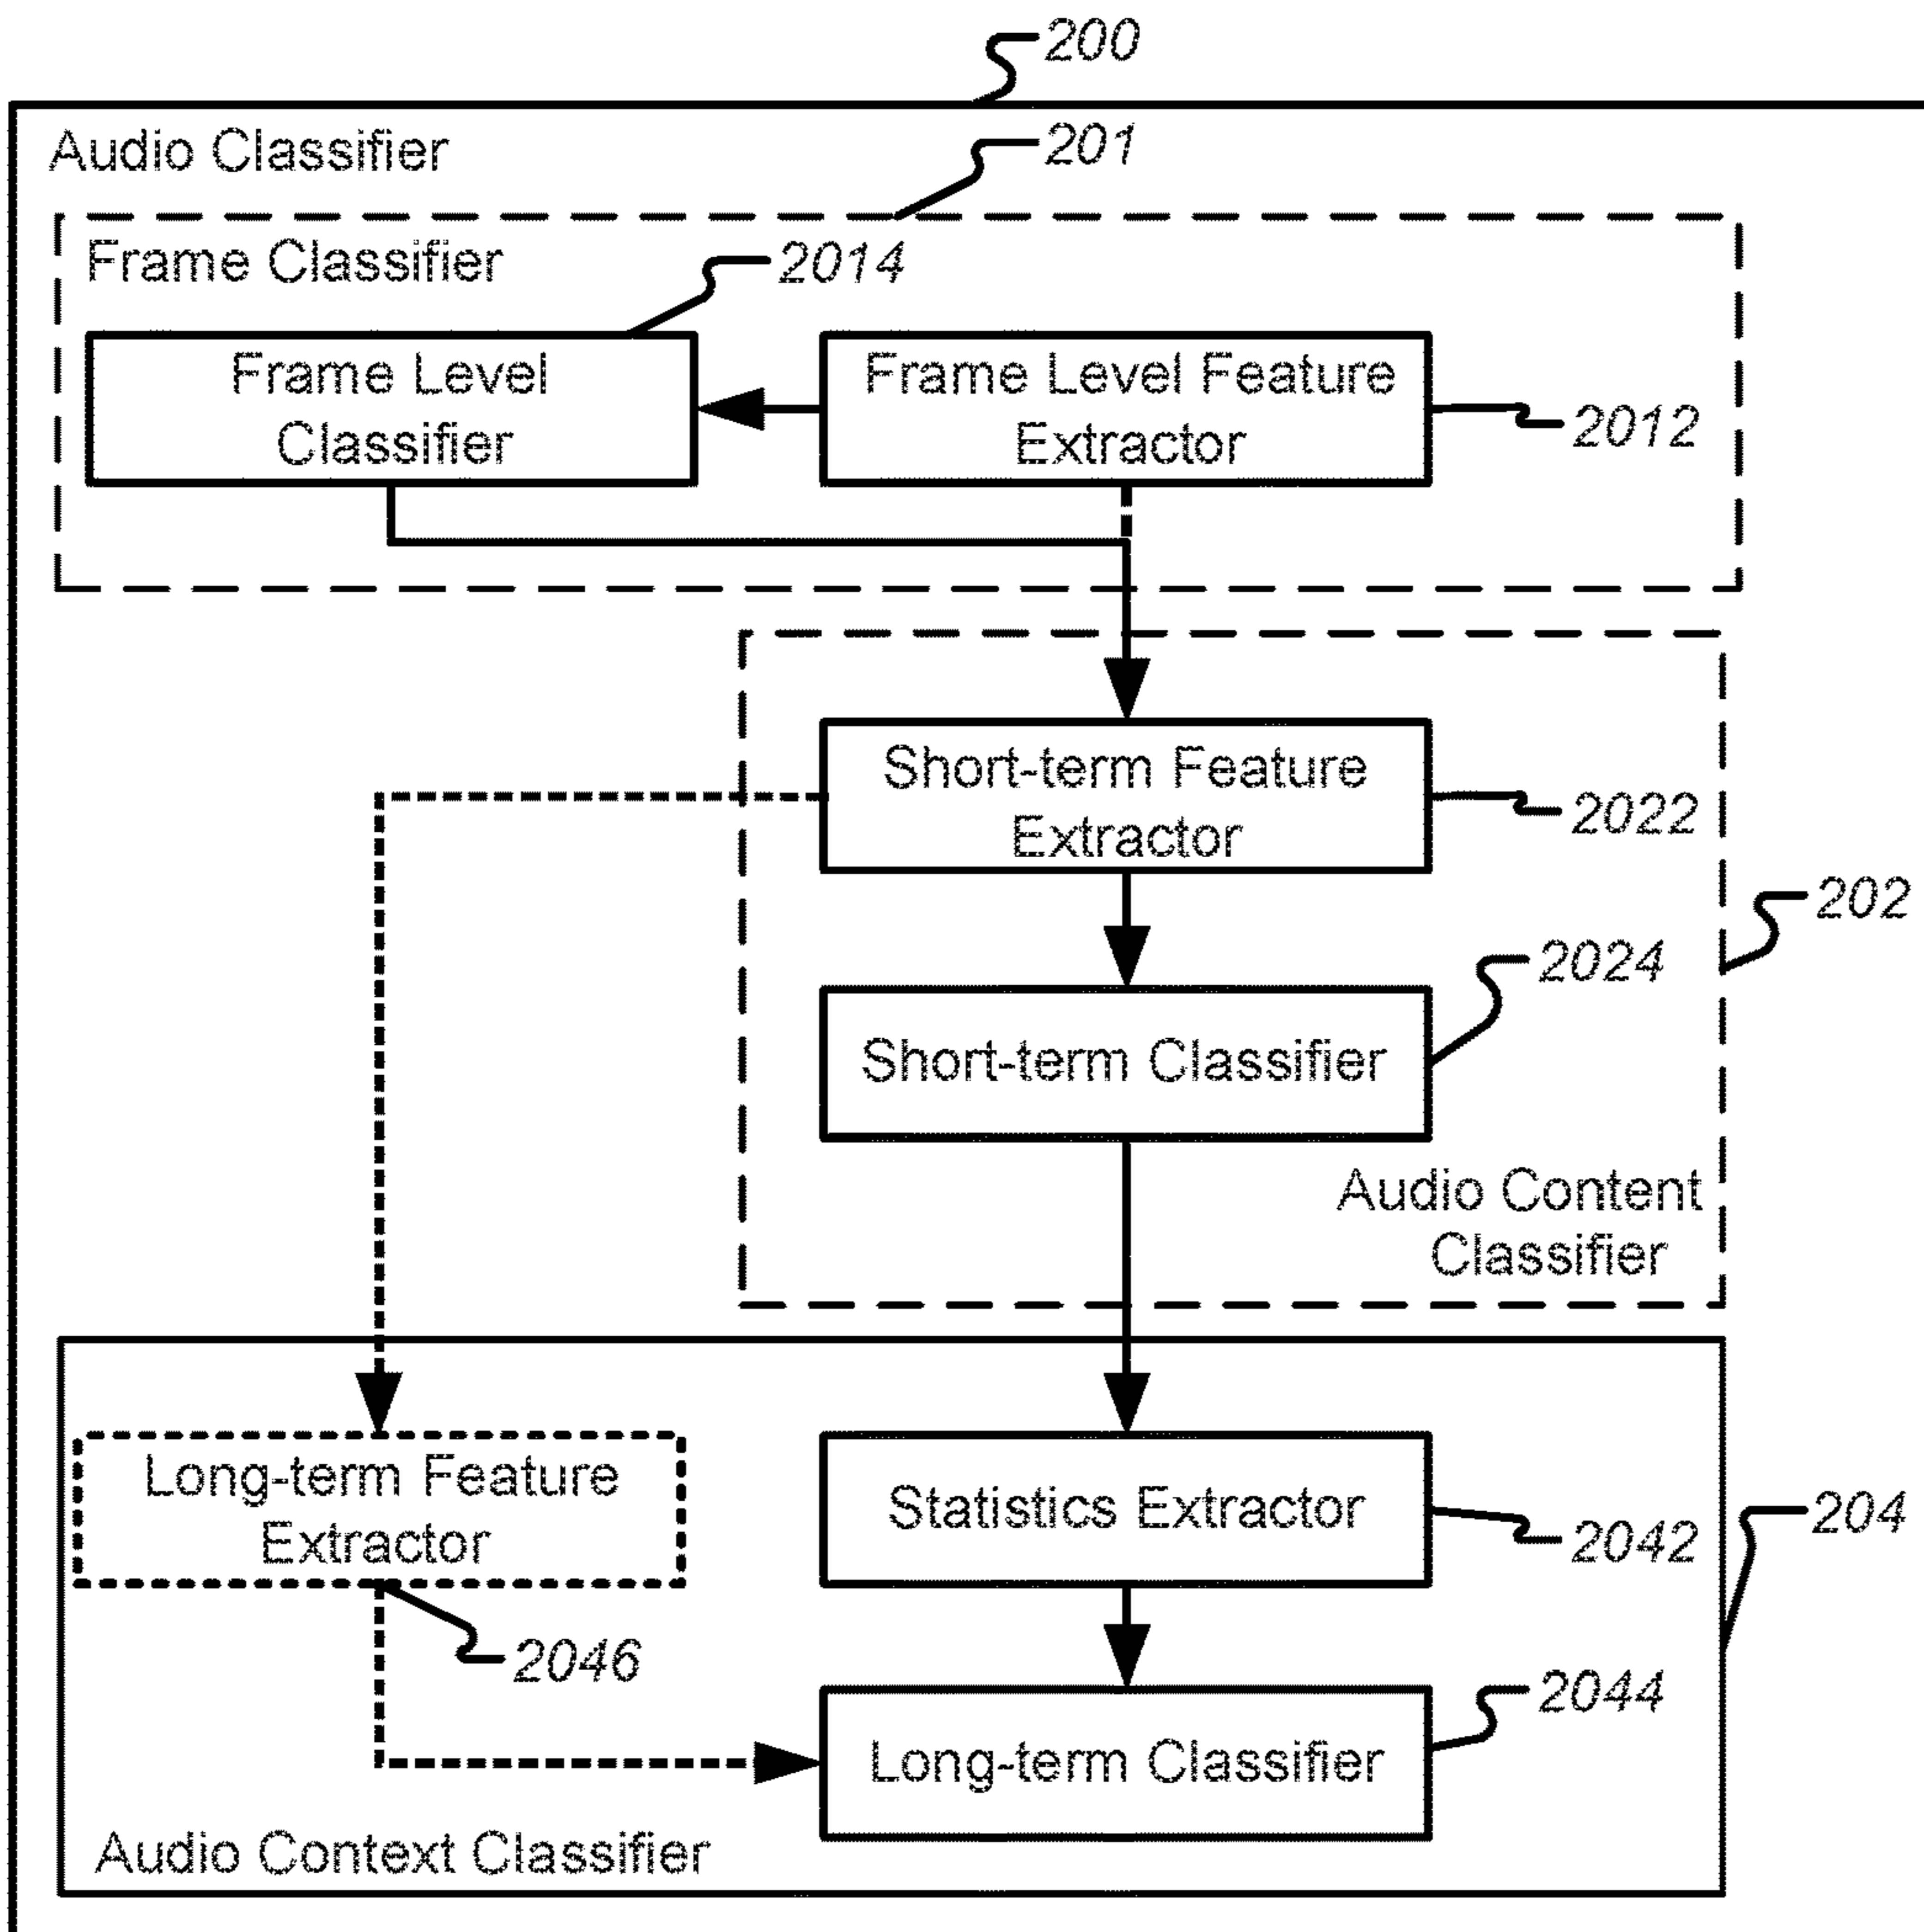 200
Audio Classifier
201
Frame Classifier
2014
Frame Level
Classifier
Frame Level Feature
Extractor
2012
Short-term Feature
Extractor
2022
202
2024
Short-term Classifier
Audio Content
Classifier
Long-term Feature
Extractor
Statistics Extractor
2042
204
2046
2044
Long-term Classifier
Audio Context Classifier